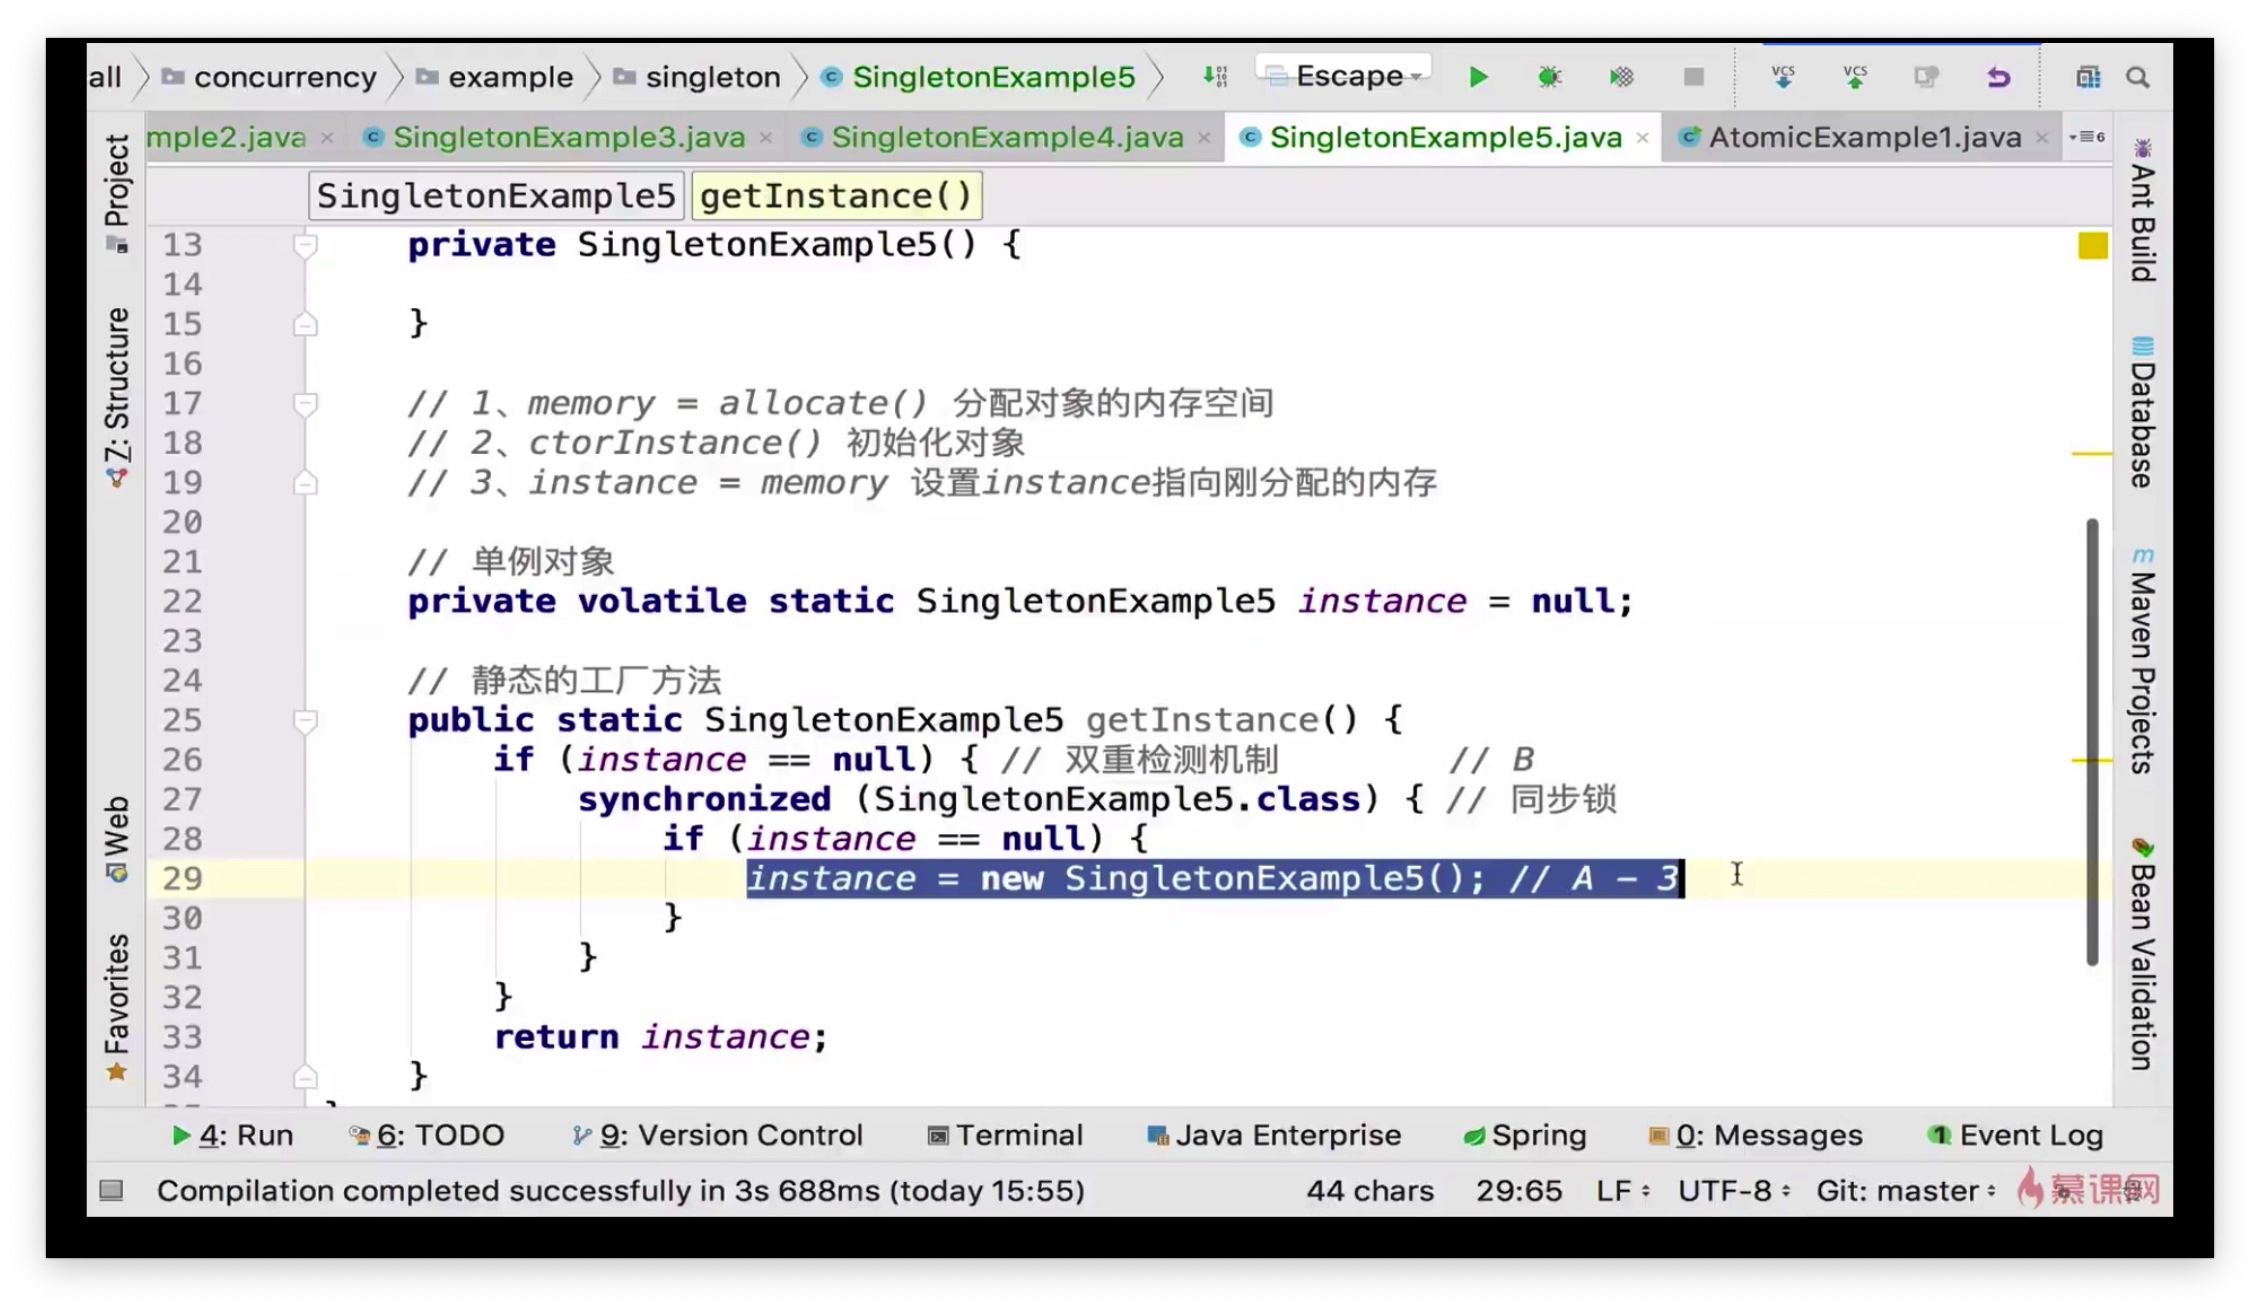 all concurrency example singleton SingletonExample5 Escape VCS VCS
mple2.java SingletonExample3.java SingletonExample4.java SingletonExample5.java AtomicExample1.java 6
SingletonExample5 getInstance()
Project
7: Structure
Web
Favorites
13 private SingletonExample5() {
14
15 }
16
17 // 1、memory = allocate() 分配对象的内存空间
18 // 2、ctorInstance() 初始化对象
19 // 3、instance = memory 设置instance指向刚分配的内存
20
21 // 单例对象
22 private volatile static SingletonExample5 instance = null;
23
24 // 静态的工厂方法
25 public static SingletonExample5 getInstance() {
26 if (instance == null) { // 双重检测机制 // B
27 synchronized (SingletonExample5.class) { // 同步锁
28 if (instance == null) {
29 instance = new SingletonExample5(); // A - 3
30 }
31 }
32 }
33 return instance;
34 }
Ant Build
Database
Maven Projects
Bean Validation
4: Run 6: TODO 9: Version Control Terminal Java Enterprise Spring 0: Messages 1 Event Log
Compilation completed successfully in 3s 688ms (today 15:55) 44 chars 29:65 LF UTF-8 Git: master 慕课网